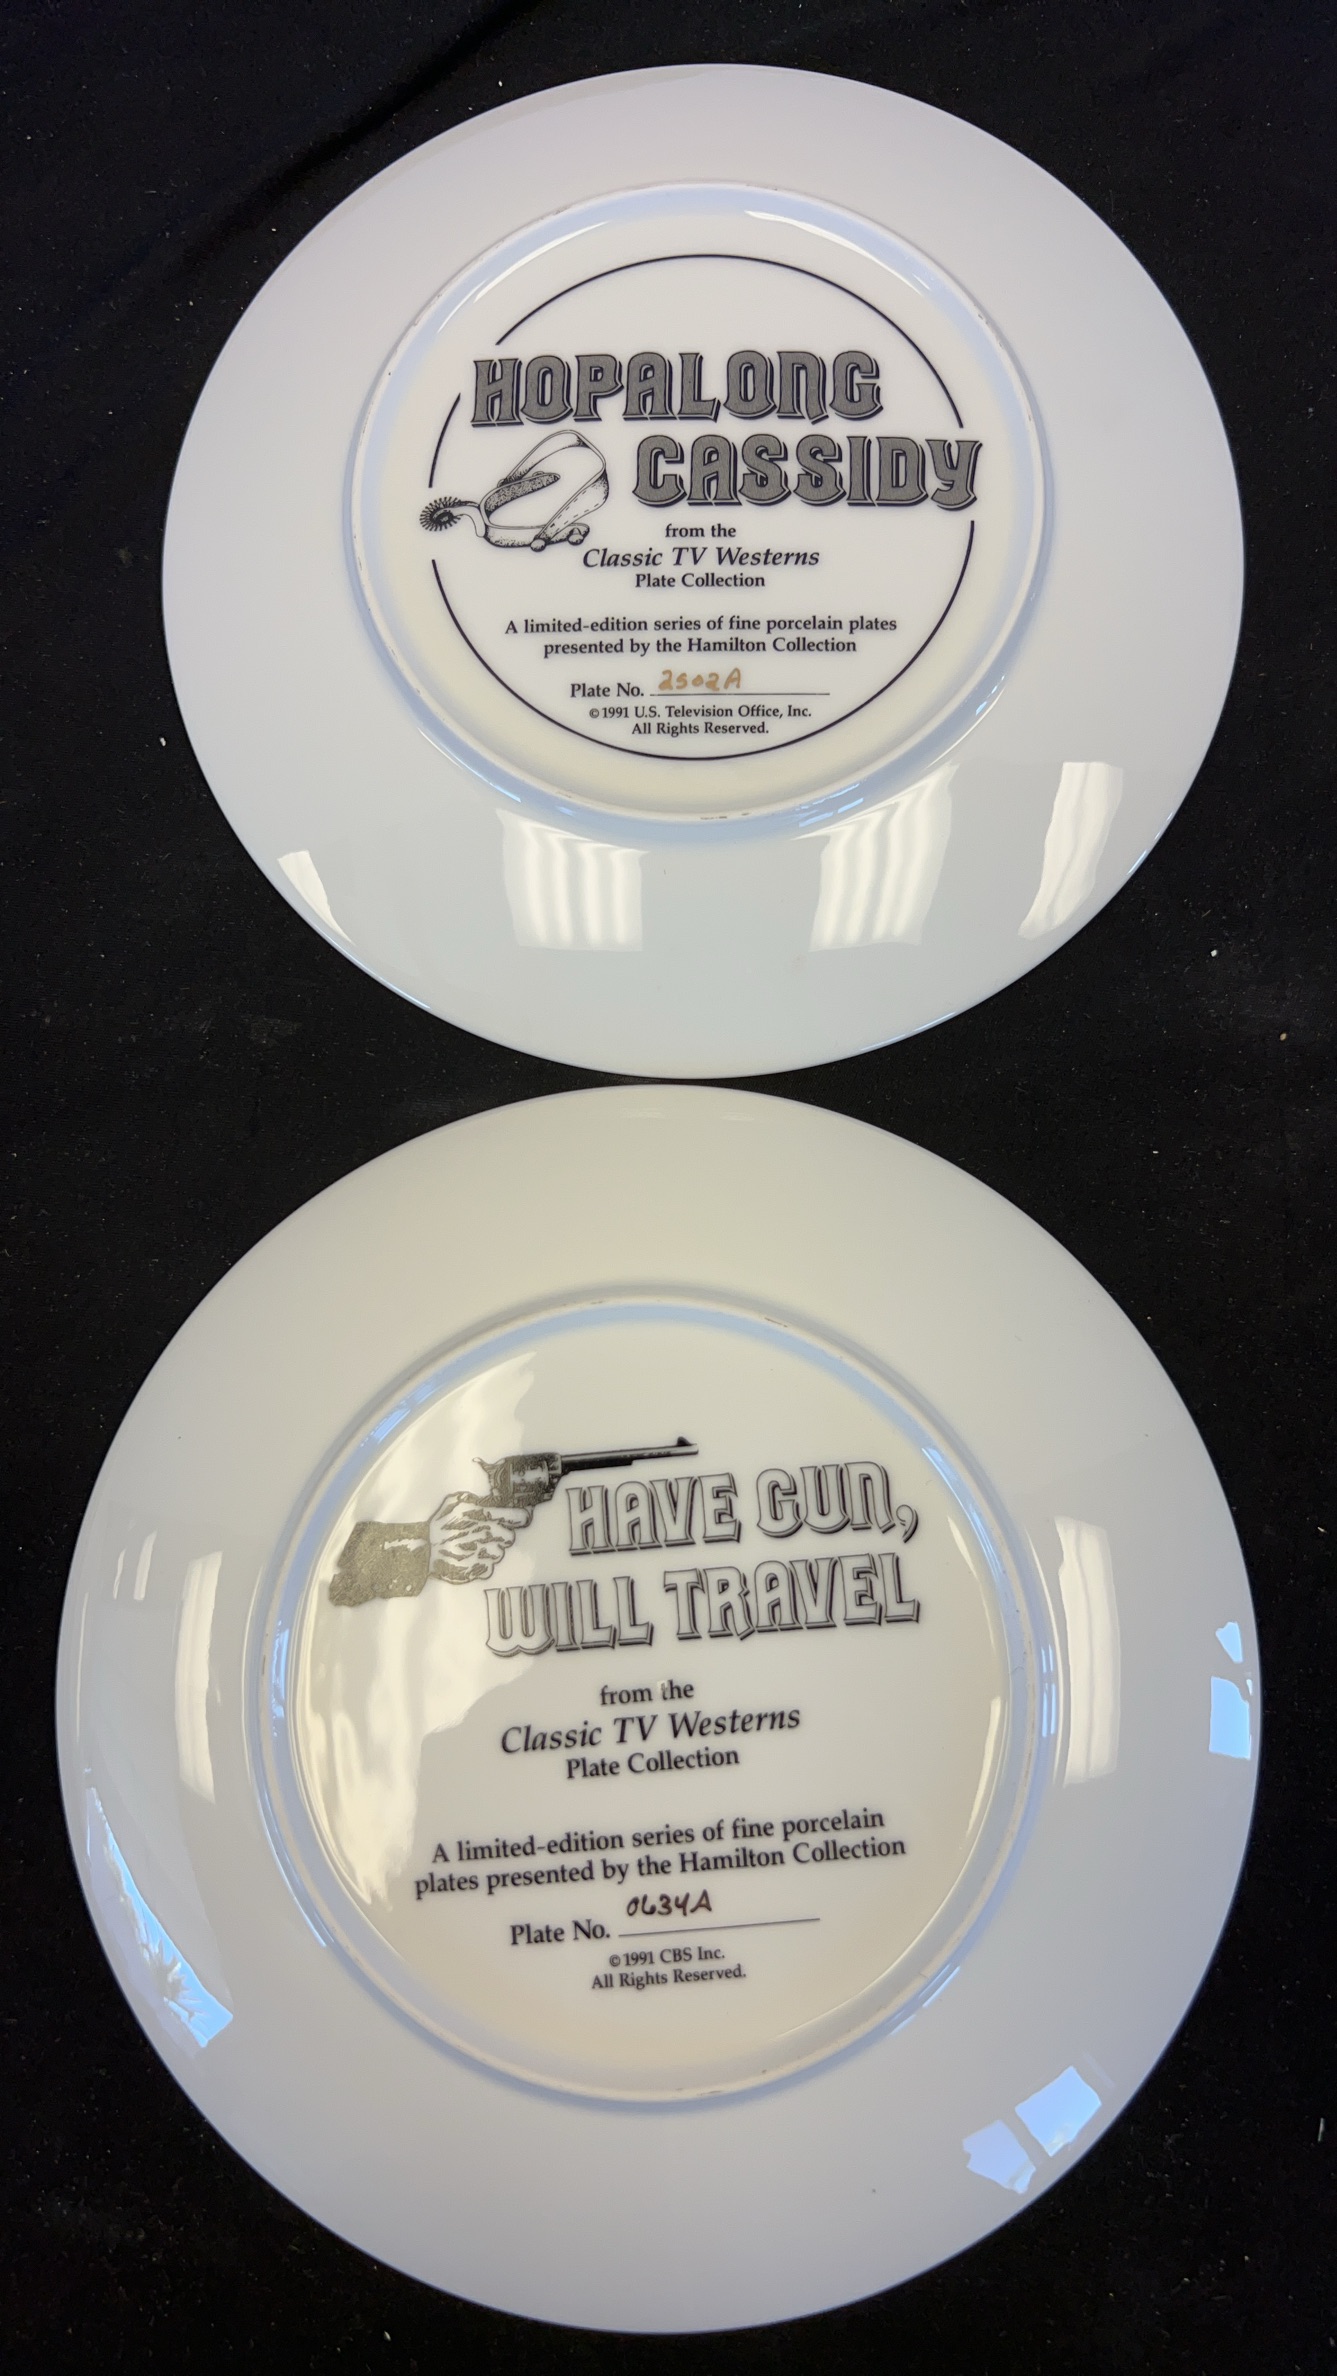 HOPALONG
CASSIDY
from the
Classic TV Westerns
Plate Collection
A limited-edition series of fine porcelain plates
presented by the Hamilton Collection
Plate No. 2502A
©1991 U.S. Television Office, Inc.
All Rights Reserved.
HAVE GUN,
WILL TRAVEL
from the
Classic TV Westerns
Plate Collection
A limited-edition series of fine porcelain
plates presented by the Hamilton Collection
Plate No. 0634A
©1991 CBS Inc.
All Rights Reserved.